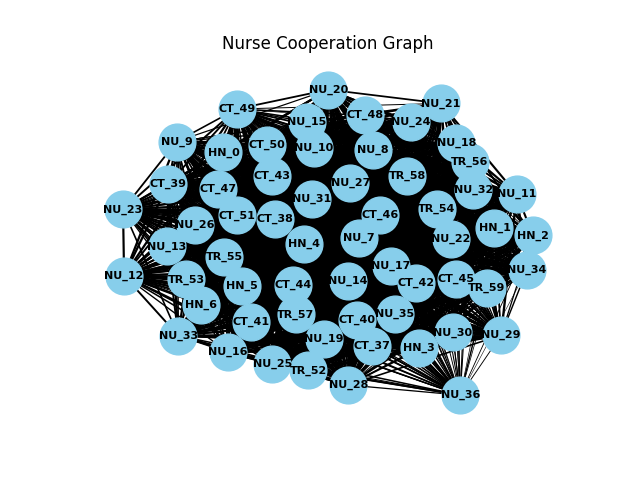 Nurse Cooperation Graph
NU_20
NU_21
CT_49
CT_48
NU_15
NU_24
NU_9
NU_18
CT_50
NU_10
NU_8
HN_0
TR_56
CT_43
TR_58
NU_27
CT_39
CT_47
NU_32
NU_11
NU_31
NU_23
TR_54
CT_51
CT_46
CT_38
NU_26
HN_1
HN_2
NU_7
NU_22
HN_4
NU_13
TR_55
NU_17
NU_34
NU_12
TR_53
CT_45
NU_14
CT_42
HN_5
CT_44
TR_59
HN_6
NU_35
TR_57
CT_40
CT_41
NU_30
NU_29
NU_33
NU_19
CT_37
HN_3
NU_16
NU_25
TR_52
NU_28
NU_36